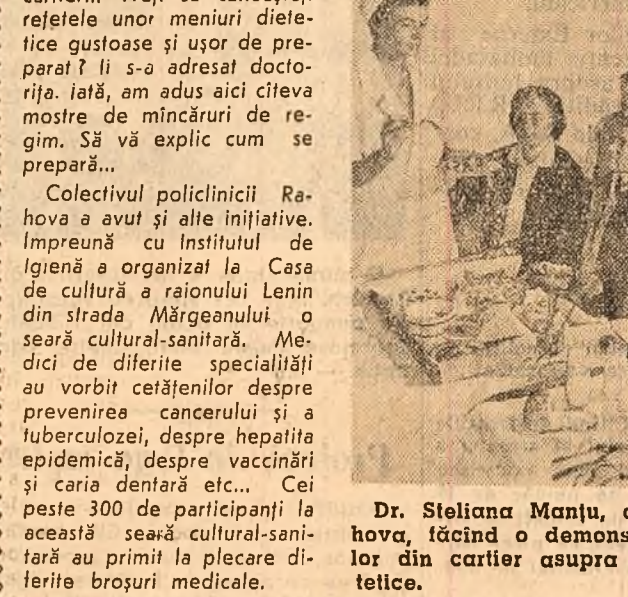 rețetele unor meniuri diete-
tice gustoase și ușor de pre-
parat? li s-a adresat docto-
rița. iată, am adus aici cîteva
mostre de mîncăruri de re-
gim. Să vă explic cum se
prepară...
Colectivul policlinicii Ra-
hova a avut și alte inițiative.
Impreună cu Institutul de
Igienă a organizat la Casa
de cultură a raionului Lenin
din strada Mărgeanului o
seară cultural-sanitară. Me-
dici de diferite specialități
au vorbit cetățenilor despre
prevenirea cancerului și a
tuberculozei, despre hepatita
epidemică, despre vaccinări
și caria dentară etc... Cei
peste 300 de participanți la
această seară cultural-sani-
tară au primit la plecare di-
ferite broșuri medicale.
Dr. Steliana Manțu,
hova, făcînd o demons
lor din cartier asupra
tetice.